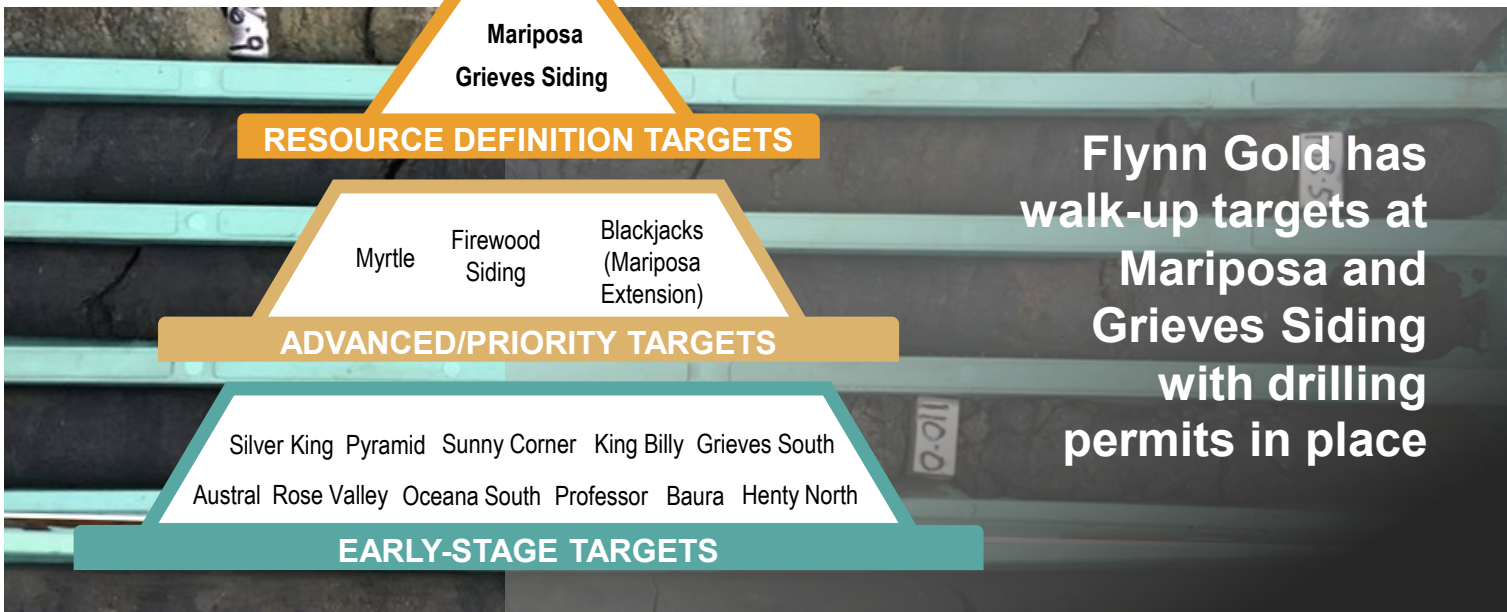 Mariposa
Grieves Siding
RESOURCE DEFINITION TARGETS
Myrtle
Firewood
Siding
Blackjacks
(Mariposa
Extension)
ADVANCED/PRIORITY TARGETS
Silver King Pyramid Sunny Corner King Billy Grieves South
Austral Rose Valley Oceana South Professor Baura Henty North
EARLY-STAGE TARGETS
Flynn Gold has
walk-up targets at
Mariposa and
Grieves Siding
with drilling
permits in place
110.0